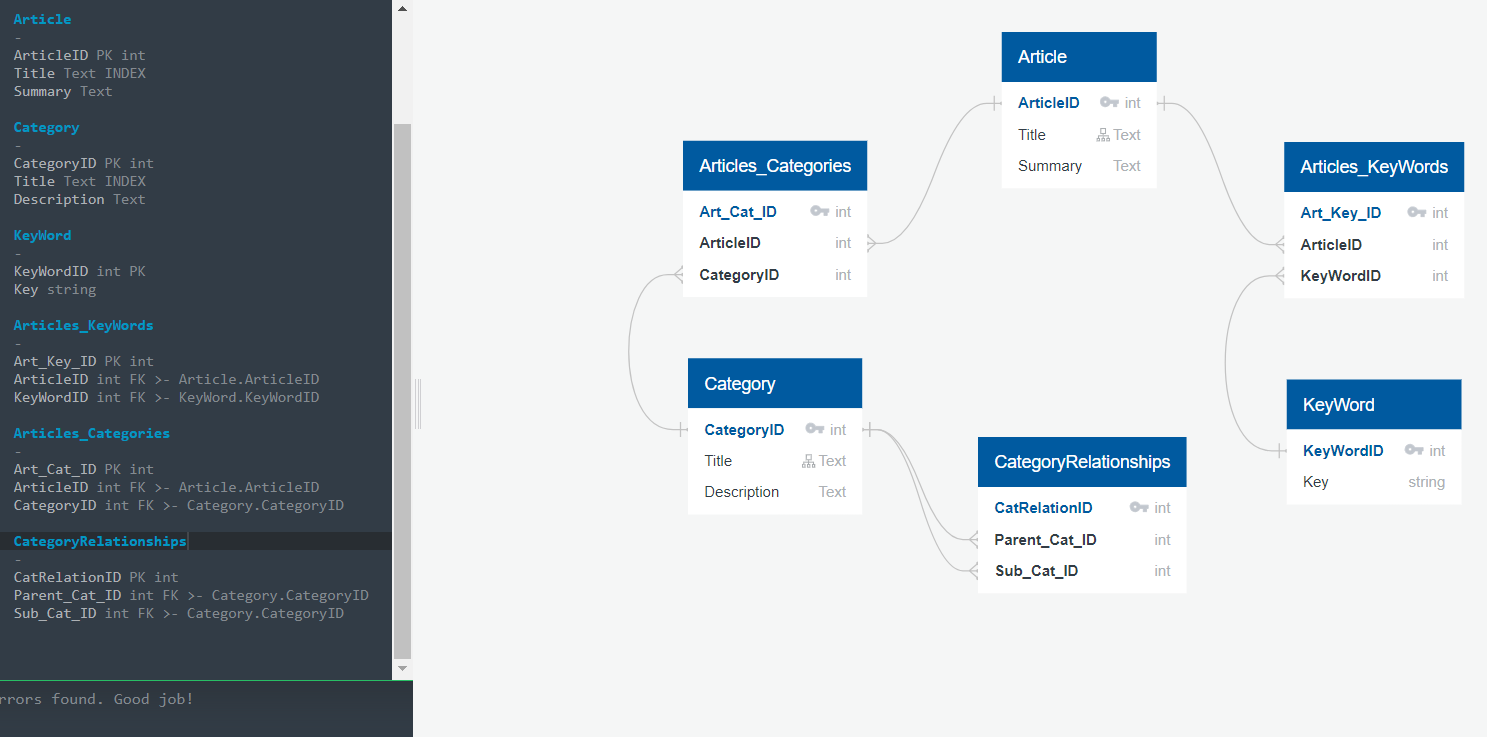 Article
-
ArticleID PK int
Title Text INDEX
Summary Text
Category
-
CategoryID PK int
Title Text INDEX
Description Text
KeyWord
-
KeyWordID int PK
Key string
Articles_KeyWords
-
Art_Key_ID PK int
ArticleID int FK >- Article.ArticleID
KeyWordID int FK >- KeyWord.KeyWordID
Articles_Categories
-
Art_Cat_ID PK int
ArticleID int FK >- Article.ArticleID
CategoryID int FK >- Category.CategoryID
CategoryRelationships
-
CatRelationID PK int
Parent_Cat_ID int FK >- Category.CategoryID
Sub_Cat_ID int FK >- Category.CategoryID
rrors found. Good job!
Article
ArticleID int
Title Text
Summary Text
Articles_Categories
Art_Cat_ID int
ArticleID int
CategoryID int
Articles_KeyWords
Art_Key_ID int
ArticleID int
KeyWordID int
Category
CategoryID int
Title Text
Description Text
CategoryRelationships
CatRelationID int
Parent_Cat_ID int
Sub_Cat_ID int
KeyWord
KeyWordID int
Key string